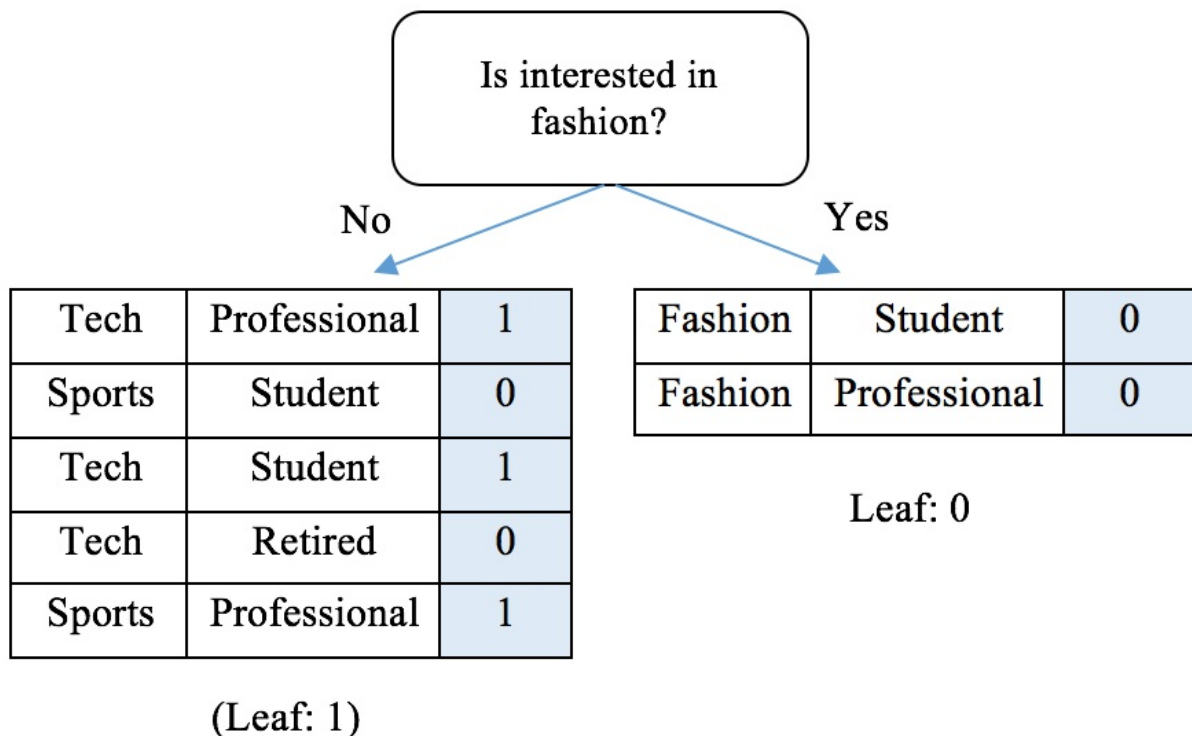 Is interested in
fashion?
No
Yes
Tech Professional 1
Sports Student 0
Tech Student 1
Tech Retired 0
Sports Professional 1
(Leaf: 1)
Fashion Student 0
Fashion Professional 0
Leaf: 0